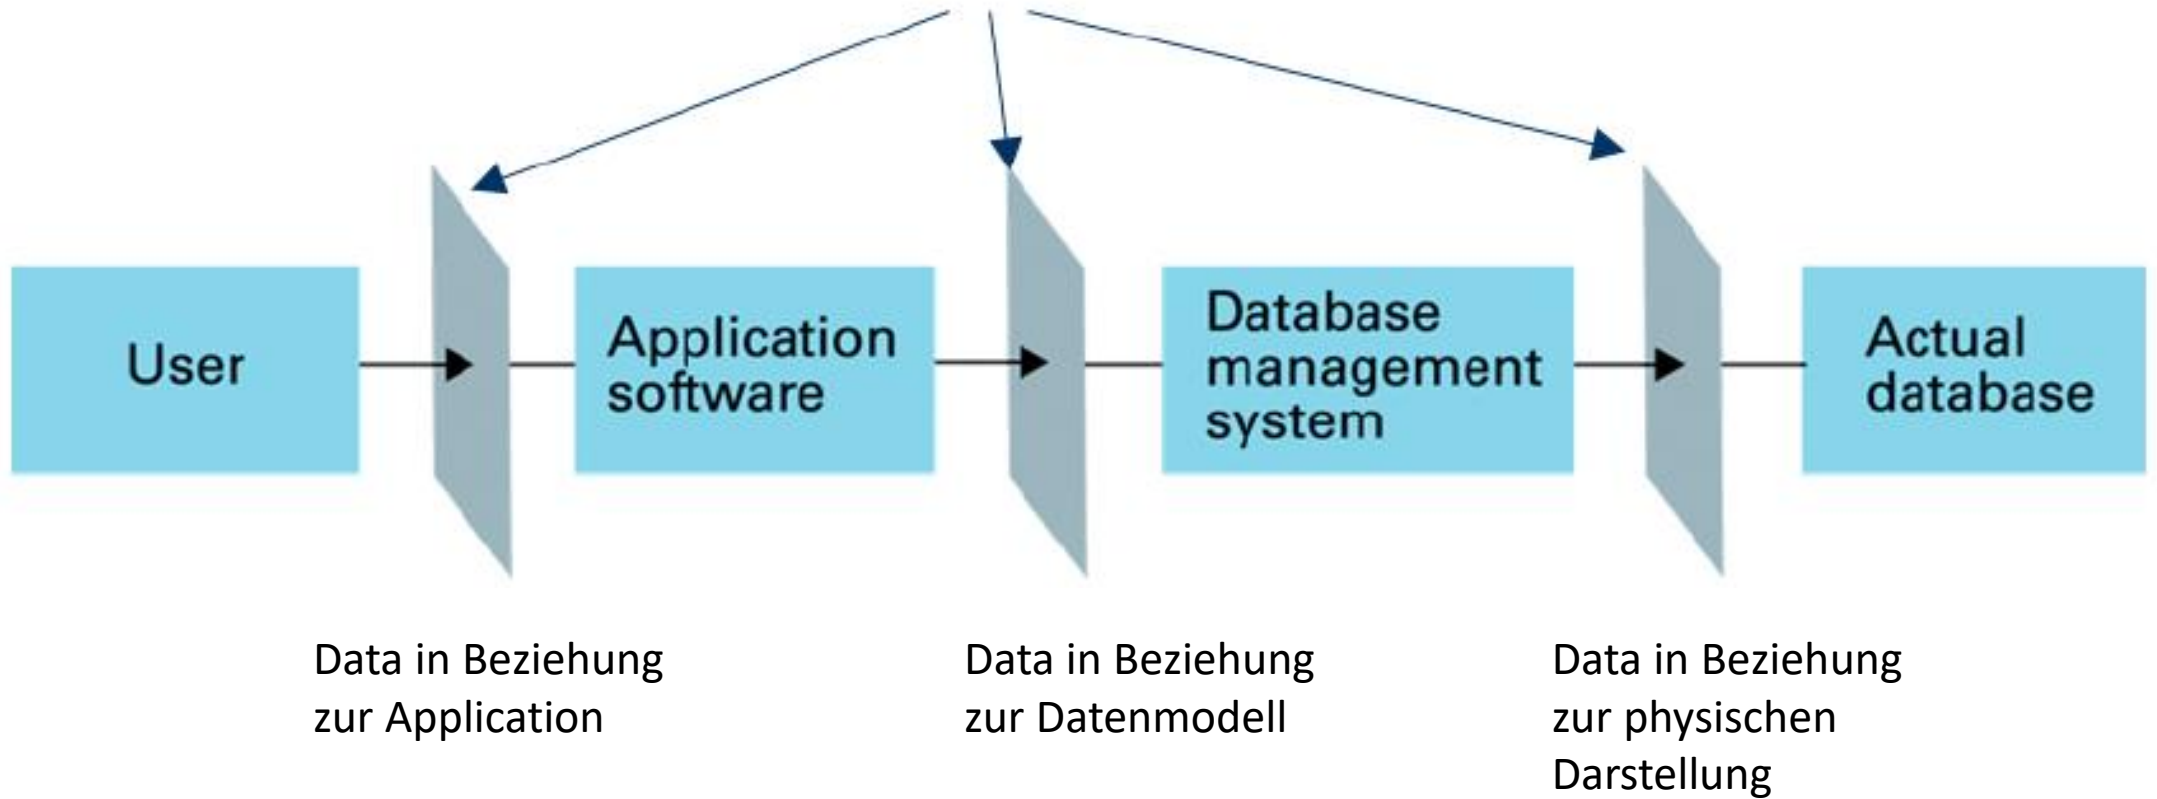 User
Application
software
Database
management
system
Actual
database
Data in Beziehung
zur Application
Data in Beziehung
zur Datenmodell
Data in Beziehung
zur physischen
Darstellung